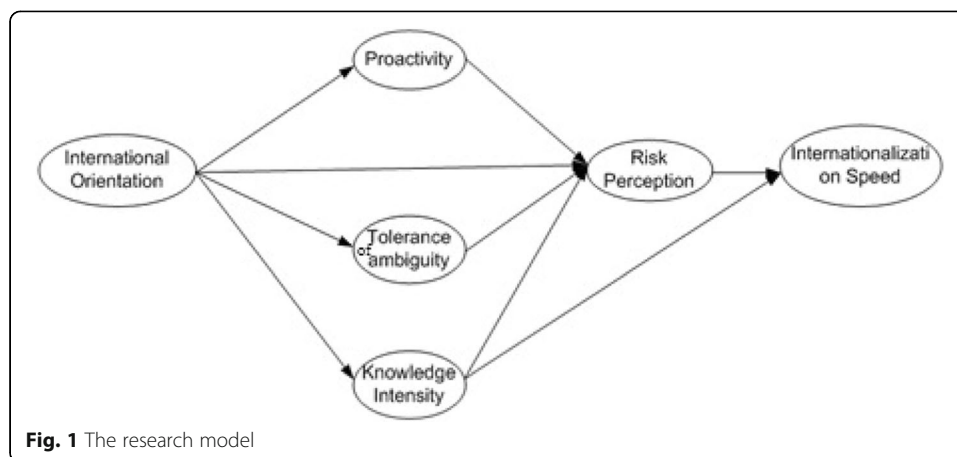 Proactivity
International
Orientation
Risk
Perception
Internationalizati
on Speed
Tolerance
of ambiguity
Knowledge
Intensity
Fig. 1 The research model